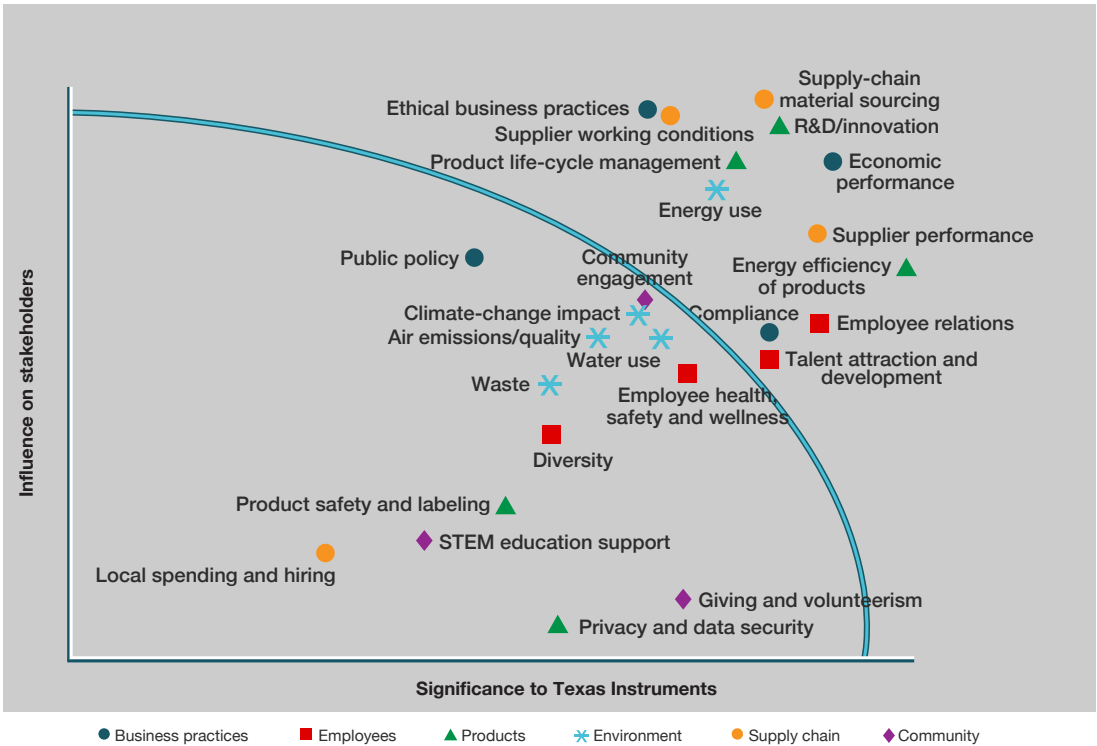 Supply-chain
material sourcing
Ethical business practices
Supplier working conditions
R&D/innovation
Product life-cycle management
Economic
performance
Energy use
Supplier performance
Public policy
Community
engagement
Energy efficiency
of products
Climate-change impact
Compliance
Employee relations
Air emissions/quality
Water use
Talent attraction and
development
Waste
Employee health,
safety and wellness
Diversity
Product safety and labeling
STEM education support
Local spending and hiring
Giving and volunteerism
Privacy and data security
Influence on stakeholders
Significance to Texas Instruments
Business practices
Employees
Products
Environment
Supply chain
Community